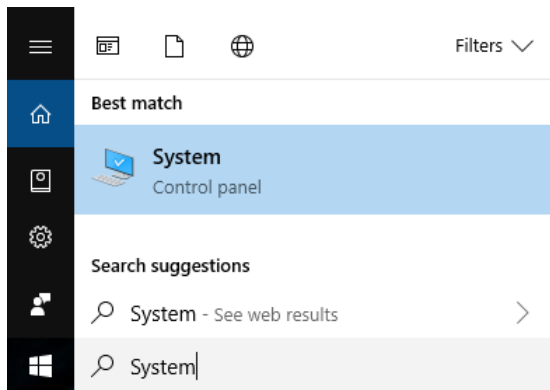 Filters
Best match
System
Control panel
Search suggestions
System - See web results
System